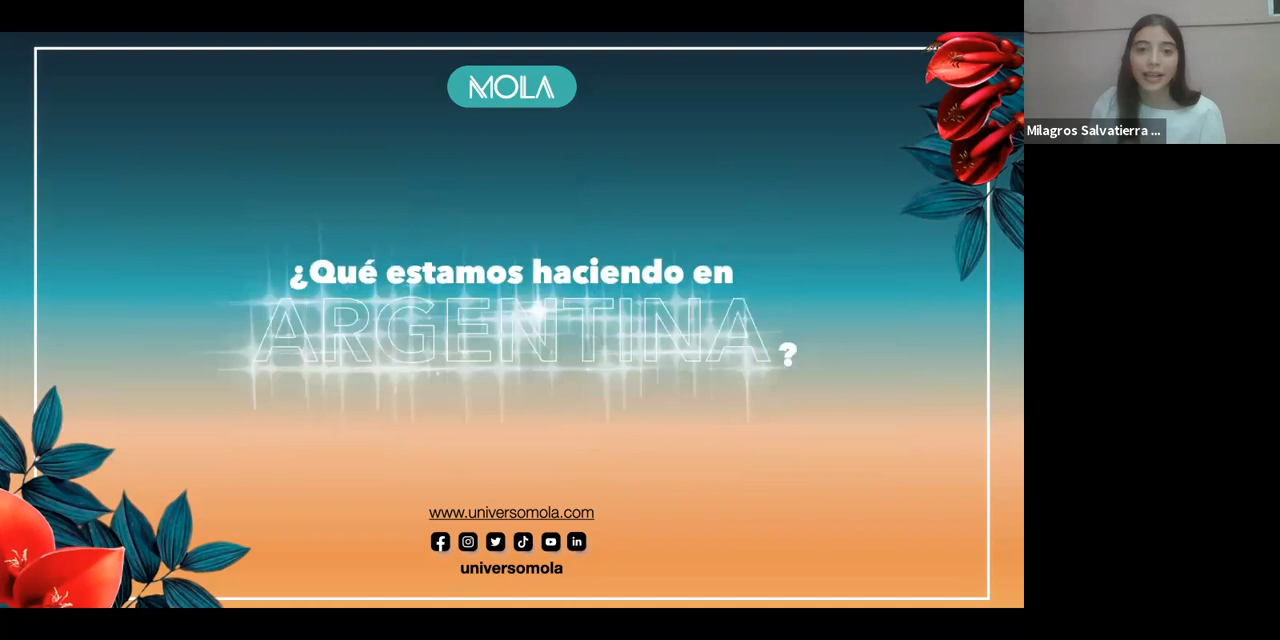 MOLA
¿Qué estamos haciendo en
ARGENTINA
?
www.universomola.com
universomola
Milagros Salvatierra ...